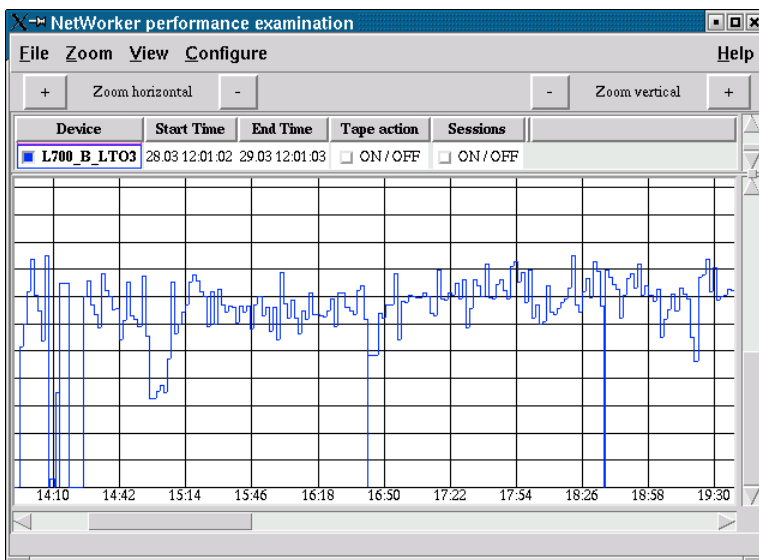 NetWorker performance examination
File Zoom View Configure Help
+ Zoom horizontal - - Zoom vertical +
Device Start Time End Time Tape action Sessions
L700_B_LTO3 28.03 12:01:02 29.03 12:01:03 ON / OFF ON / OFF
14:10 14:42 15:14 15:46 16:18 16:50 17:22 17:54 18:26 18:58 19:30